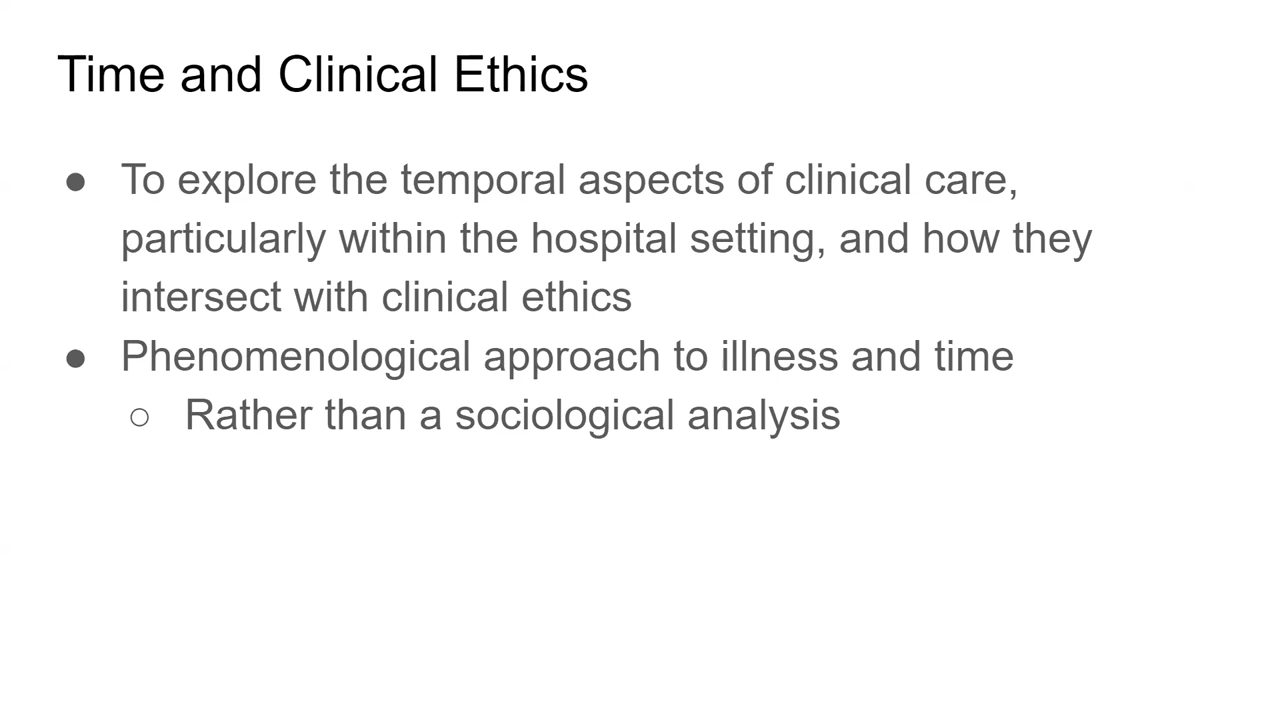 Time and Clinical Ethics
● To explore the temporal aspects of clinical care,
particularly within the hospital setting, and how they
intersect with clinical ethics
● Phenomenological approach to illness and time
○ Rather than a sociological analysis